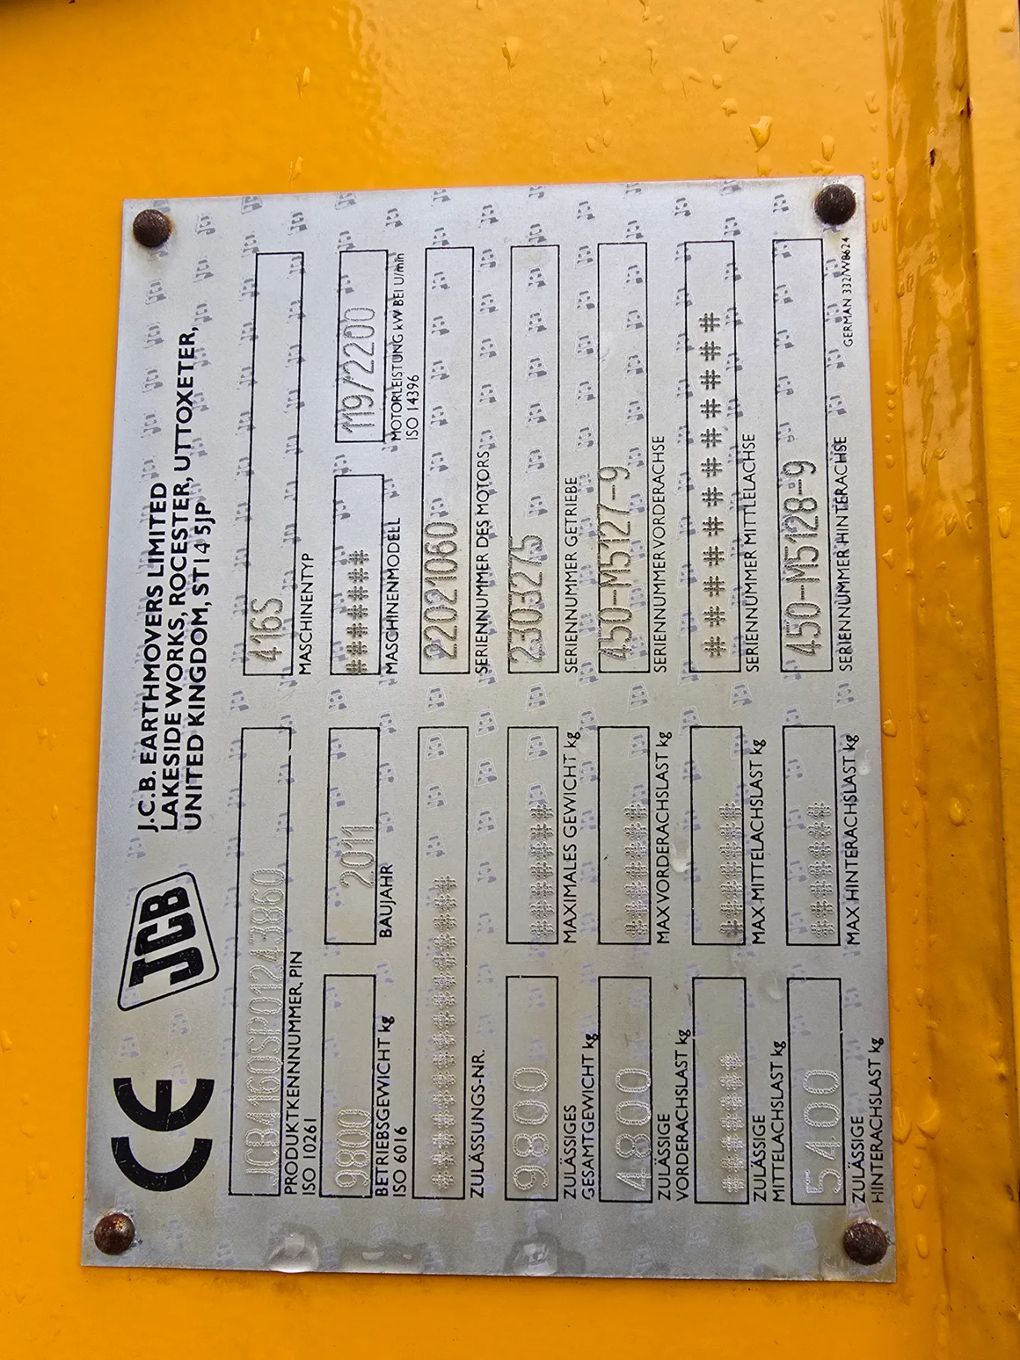 CE
JCB
J.C.B. EARTHMOVERS LIMITED
LAKESIDE WORKS, ROCESTER, UTTOXETER,
UNITED KINGDOM, ST14 5JP
JCB4160SP01243860
PRODUKTKENNNUMMER, PIN
ISO 10261
416S
MASCHINENTYP
9800
BETRIEBSGEWICHT kg
ISO 6016
2011
BAUJAHR
######
MASCHINENMODELL
119/2200
MOTORLEISTUNG kW BEI U/min
ISO 14396
ZULÄSSUNGS-NR.
22021060
SERIENNUMMER DES MOTORS
9800
ZULÄSSIGES
GESAMTGEWICHT kg
MAXIMALES GEWICHT kg
2303275
SERIENNUMMER GETRIEBE
4800
ZULÄSSIGE
VORDERACHSLAST kg
MAX VORDERACHSLAST kg
450-M5127-9
SERIENNUMMER VORDERACHSE
ZULÄSSIGE
MITTELACHSLAST kg
MAX MITTELACHSLAST kg
SERIENNUMMER MITTLELACHSE
5400
ZULÄSSIGE
HINTERACHSLAST kg
MAX HINTERACHSLAST kg
450-M5128-9
SERIENNUMMER HINTERACHSE
GERMAN 332/W8624